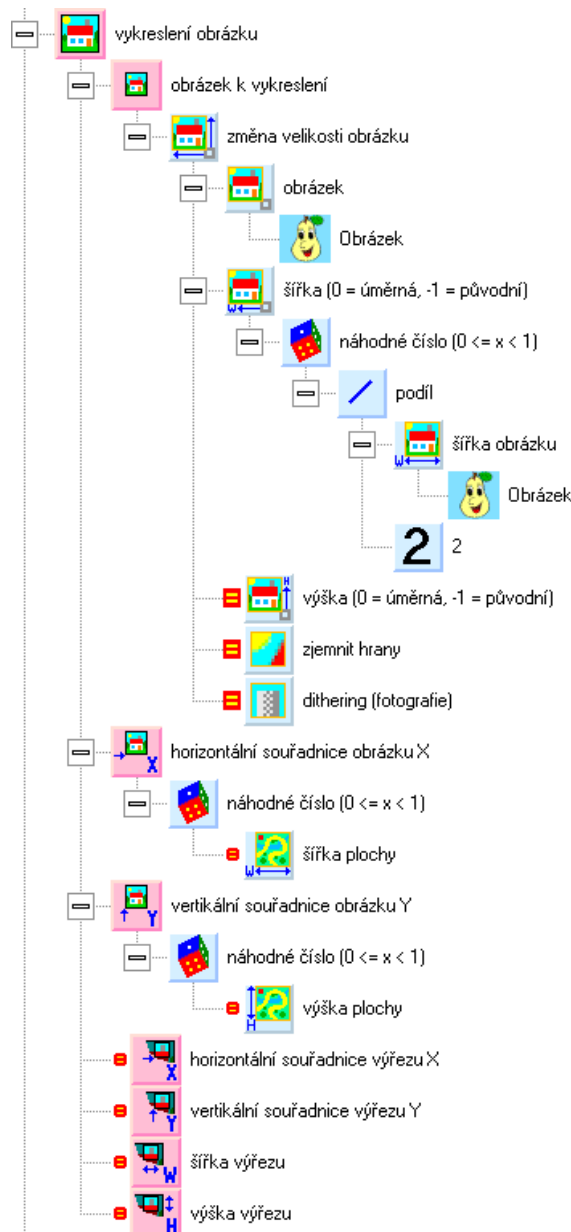 vykreslení obrázku
obrázek k vykreslení
změna velikosti obrázku
obrázek
Obrázek
šířka (0 = úměrná, -1 = původní)
náhodné číslo (0 <= x < 1)
podíl
šířka obrázku
Obrázek
2 2
výška (0 = úměrná, -1 = původní)
zjemnit hrany
dithering (fotografie)
horizontální souřadnice obrázku X
náhodné číslo (0 <= x < 1)
šířka plochy
vertikální souřadnice obrázku Y
náhodné číslo (0 <= x < 1)
výška plochy
horizontální souřadnice výřezu X
vertikální souřadnice výřezu Y
šířka výřezu
výška výřezu